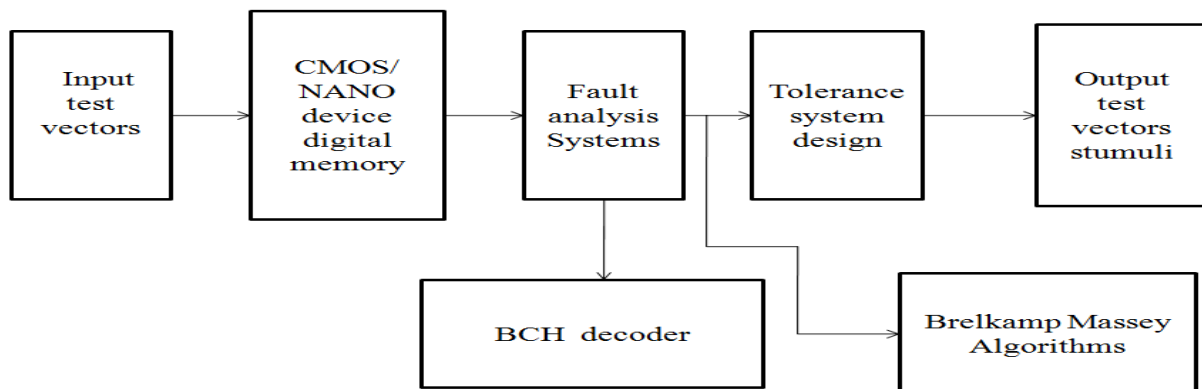 Input
test
vectors
CMOS/
NANO
device
digital
memory
Fault
analysis
Systems
Tolerance
system
design
Output
test
vectors
stumuli
BCH decoder
Brelkamp Massey
Algorithms